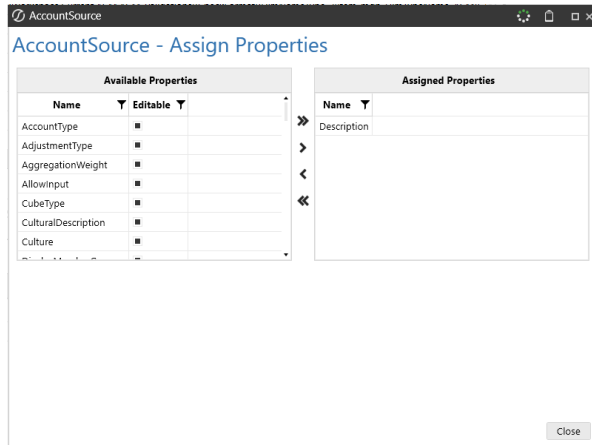 AccountSource
AccountSource - Assign Properties
Available Properties
Name Editable
AccountType
AdjustmentType
AggregationWeight
AllowInput
CubeType
CulturalDescription
Culture
Assigned Properties
Name
Description
Close